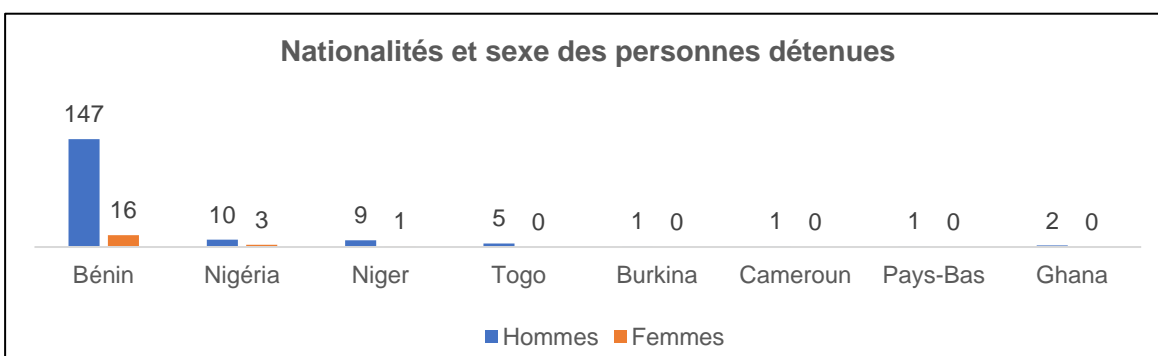 Nationalités et sexe des personnes détenues
147
16
10 3 9 1 5 0 1 0 1 0 1 0 2 0
Bénin Nigéria Niger Togo Burkina Cameroun Pays-Bas Ghana
Hommes Femmes